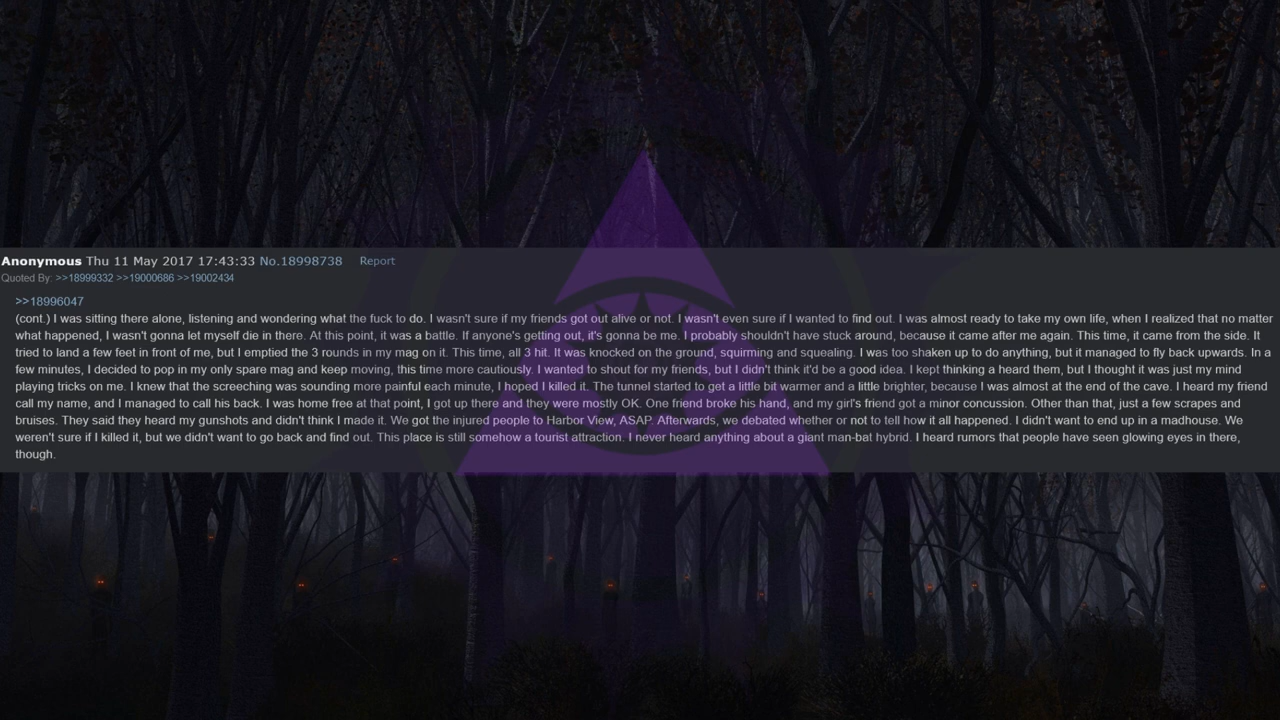 Anonymous Thu 11 May 2017 17:43:33 No.18998738 Report
Quoted By: >>18999332 >>19000686 >>19002434
>>18996047
(cont.) I was sitting there alone, listening and wondering what the fuck to do. I wasn't sure if my friends got out alive or not. I wasn't even sure if I wanted to find out. I was almost ready to take my own life, when I realized that no matter
what happened, I wasn't gonna let myself die in there. At this point, it was a battle. If anyone's getting out, it's gonna be me. I probably shouldn't have stuck around, because it came after me again. This time, it came from the side. It
tried to land a few feet in front of me, but I emptied the 3 rounds in my mag on it. This time, all 3 hit. It was knocked on the ground, squirming and squealing. I was too shaken up to do anything, but it managed to fly back upwards. In a
few minutes, I decided to pop in my only spare mag and keep moving, this time more cautiously. I wanted to shout for my friends, but I didn't think it'd be a good idea. I kept thinking a heard them, but I thought it was just my mind
playing tricks on me. I knew that the screeching was sounding more painful each minute, I hoped I killed it. The tunnel started to get a little bit warmer and a little brighter, because I was almost at the end of the cave. I heard my friend
call my name, and I managed to call his back. I was home free at that point, I got up there and they were mostly OK. One friend broke his hand, and my girl's friend got a minor concussion. Other than that, just a few scrapes and
bruises. They said they heard my gunshots and didn't think I made it. We got the injured people to Harbor View, ASAP. Afterwards, we debated whether or not to tell how it all happened. I didn't want to end up in a madhouse. We
weren't sure if I killed it, but we didn't want to go back and find out. This place is still somehow a tourist attraction. I never heard anything about a giant man-bat hybrid. I heard rumors that people have seen glowing eyes in there,
though.